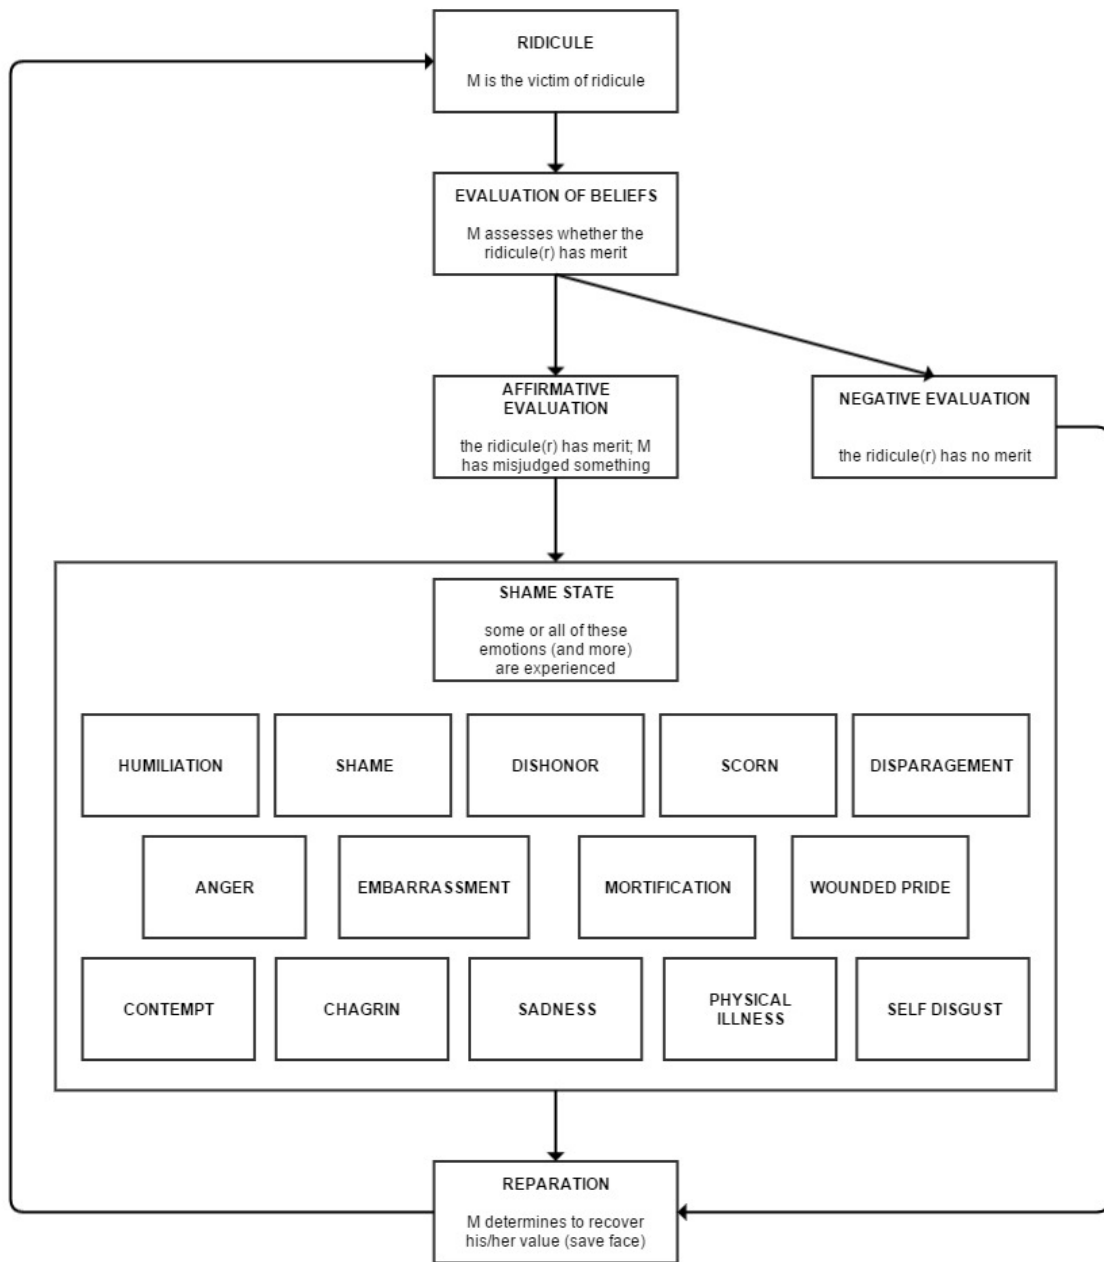 RIDICULE
M is the victim of ridicule
EVALUATION OF BELIEFS
M assesses whether the
ridicule(r) has merit
AFFIRMATIVE
EVALUATION
the ridicule(r) has merit; M
has misjudged something
NEGATIVE EVALUATION
the ridicule(r) has no merit
SHAME STATE
some or all of these
emotions (and more)
are experienced
HUMILIATION
SHAME
DISHONOR
SCORN
DISPARAGEMENT
ANGER
EMBARRASSMENT
MORTIFICATION
WOUNDED PRIDE
CONTEMPT
CHAGRIN
SADNESS
PHYSICAL
ILLNESS
SELF DISGUST
REPARATION
M determines to recover
his/her value (save face)